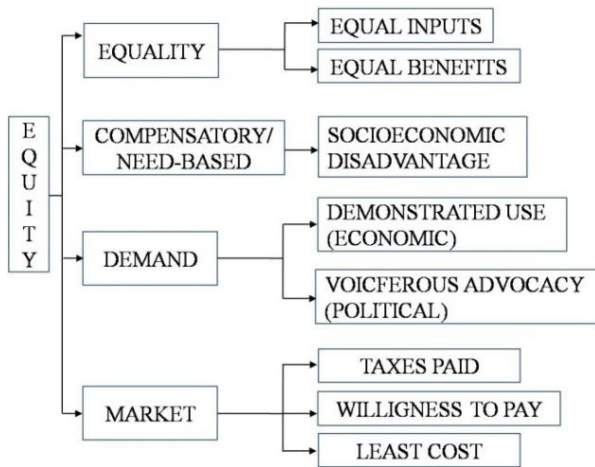 EQUITY
EQUALITY
EQUAL INPUTS
EQUAL BENEFITS
COMPENSATORY/
NEED-BASED
SOCIOECONOMIC
DISADVANTAGE
DEMAND
DEMONSTRATED USE
(ECONOMIC)
VOICFEROUS ADVOCACY
(POLITICAL)
MARKET
TAXES PAID
WILLIGNESS TO PAY
LEAST COST